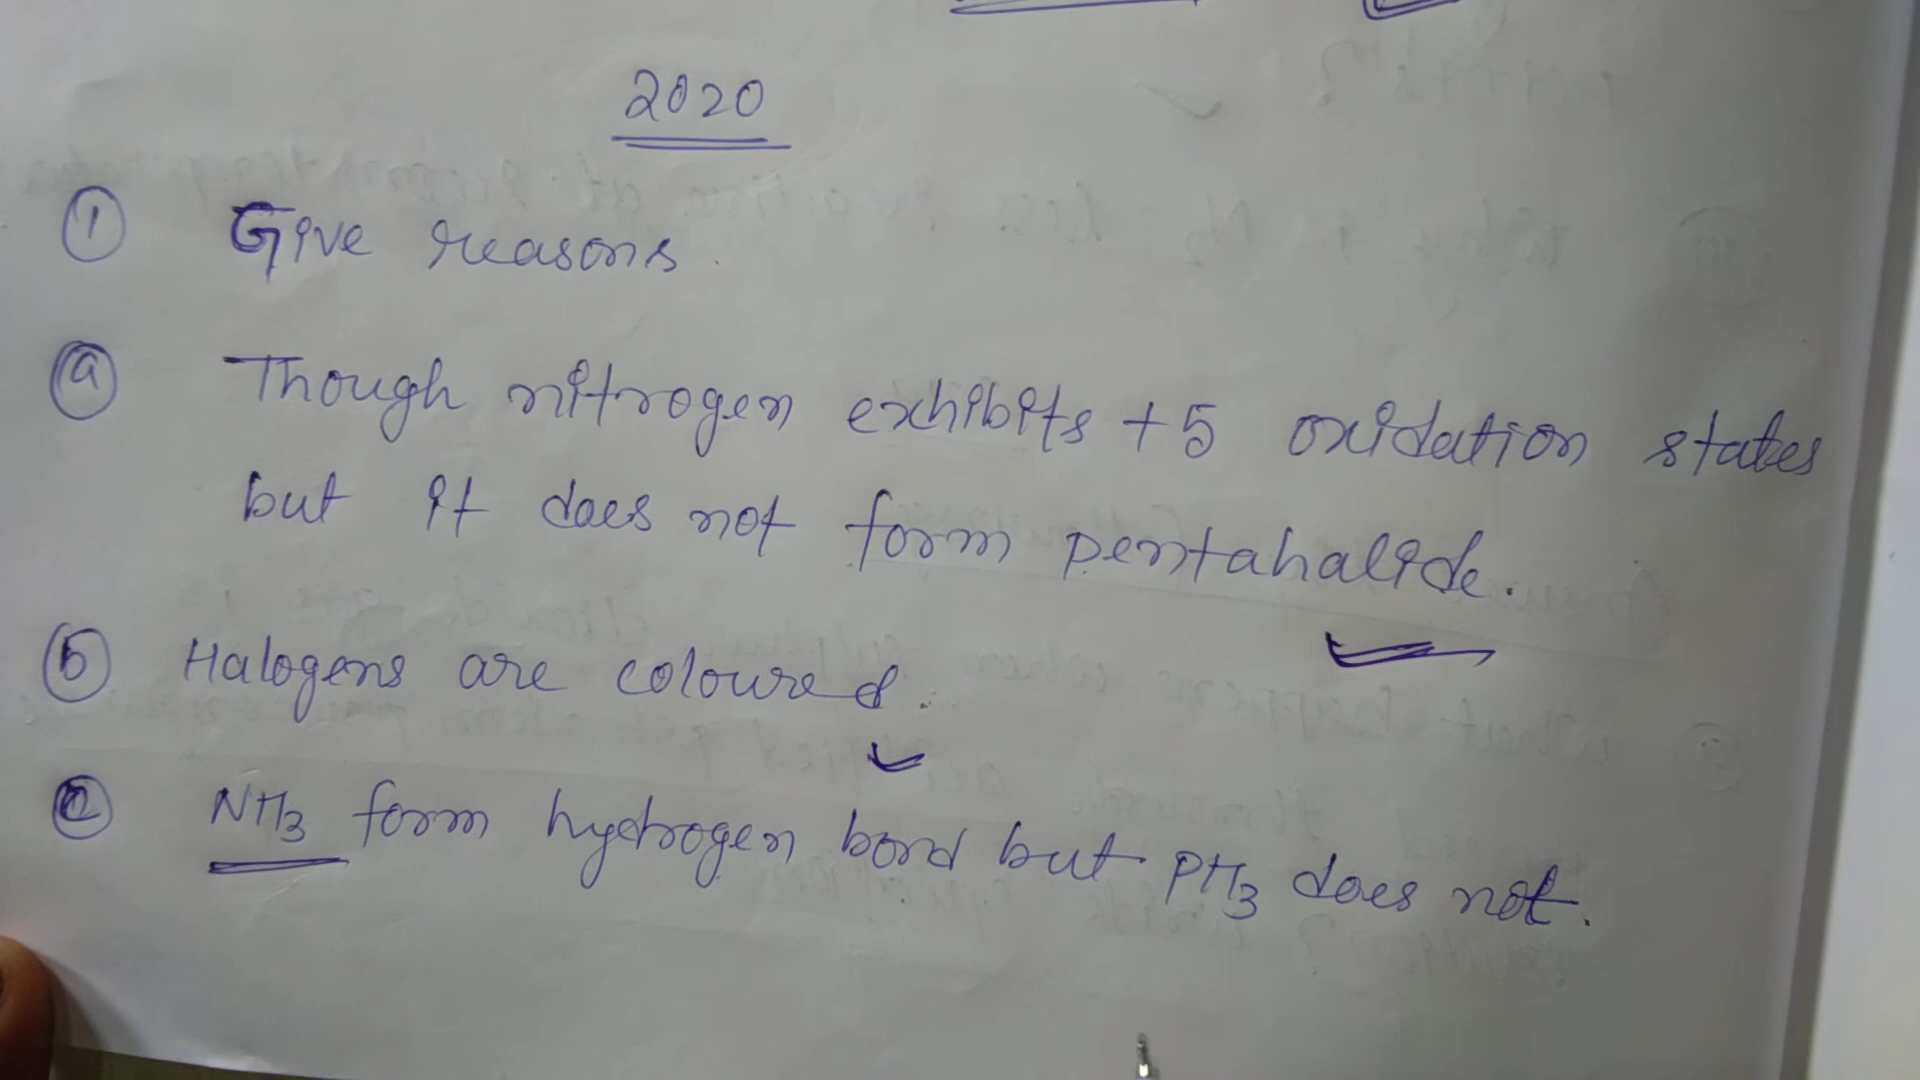 2020
① Give reasons.
ⓐ Though nitrogen exhibits +5 oxidation states
but it does not form pentahalide.
ⓑ Halogens are coloured.
NH3 form hydrogen bond but PH3 does not.